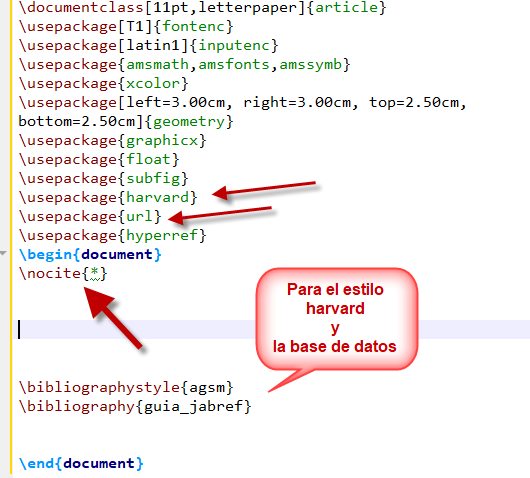 \documentclass[11pt,letterpaper]{article}
\usepackage[T1]{fontenc}
\usepackage[latin1]{inputenc}
\usepackage{amsmath,amsfonts,amssymb}
\usepackage{xcolor}
\usepackage[left=3.00cm, right=3.00cm, top=2.50cm,
bottom=2.50cm]{geometry}
\usepackage{graphicx}
\usepackage{float}
\usepackage{subfig}
\usepackage{harvard}
\usepackage{url}
\usepackage{hyperref}
\begin{document}
\nocite{*}
Para el estilo
harvard
y
la base de datos
\bibliographystyle{agsm}
\bibliography{guia_jabref}
\end{document}